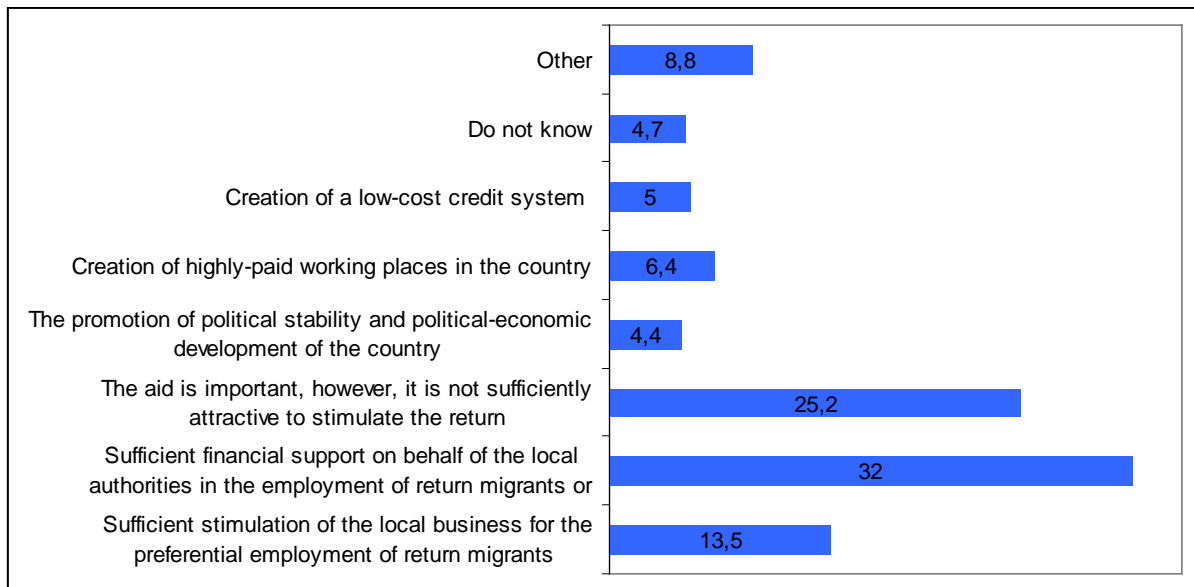 Other
8,8
Do not know
4,7
Creation of a low-cost credit system
5
Creation of highly-paid working places in the country
6,4
The promotion of political stability and political-economic
development of the country
4,4
The aid is important, however, it is not sufficiently
attractive to stimulate the return
25,2
Sufficient financial support on behalf of the local
authorities in the employment of return migrants or
32
Sufficient stimulation of the local business for the
preferential employment of return migrants
13,5